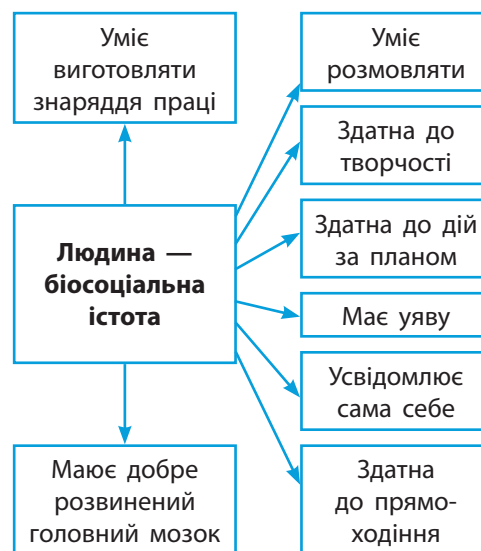 Уміє
виготовляти
знаряддя праці
Уміє
розмовляти
Здатна до
творчості
Людина —
біосоціальна
істота
Здатна до дій
за планом
Має уяву
Усвідомлює
сама себе
Маює добре
розвинений
головний мозок
Здатна
до прямо-
ходіння